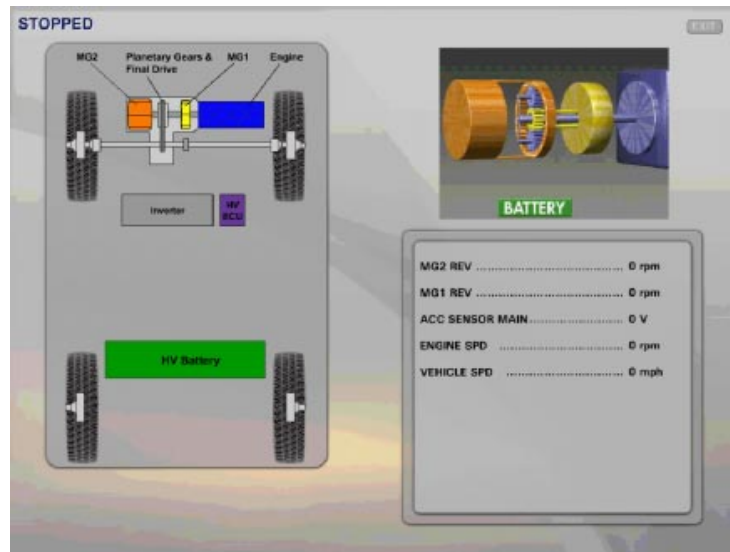 STOPPED
EXIT
MG2 Planetary Gears & MG1 Engine
Final Drive
Inverter
HV
ECU
HV Battery
BATTERY
MG2 REV ........................................ 0 rpm
MG1 REV ........................................ 0 rpm
ACC SENSOR MAIN......................... 0 V
ENGINE SPD ................................. 0 rpm
VEHICLE SPD ............................... 0 mph